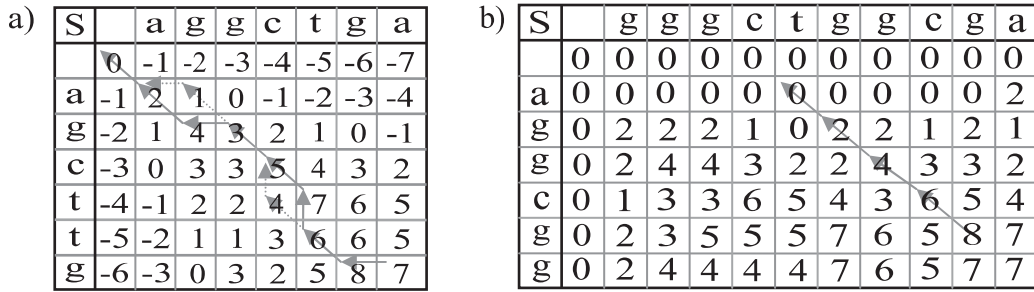 a)
S a g g c t g a
0 -1 -2 -3 -4 -5 -6 -7
a -1 2 1 0 -1 -2 -3 -4
g -2 1 4 3 2 1 0 -1
c -3 0 3 3 5 4 3 2
t -4 -1 2 2 4 7 6 5
t -5 -2 1 1 3 6 6 5
g -6 -3 0 3 2 5 8 7
b)
S g g g c t g g c g a
0 0 0 0 0 0 0 0 0 0 0
a 0 0 0 0 0 0 0 0 0 0 2
g 0 2 2 2 1 0 2 2 1 2 1
g 0 2 4 4 3 2 2 4 3 3 2
c 0 1 3 3 6 5 4 3 6 5 4
g 0 2 3 5 5 5 7 6 5 8 7
g 0 2 4 4 4 4 7 6 5 7 7